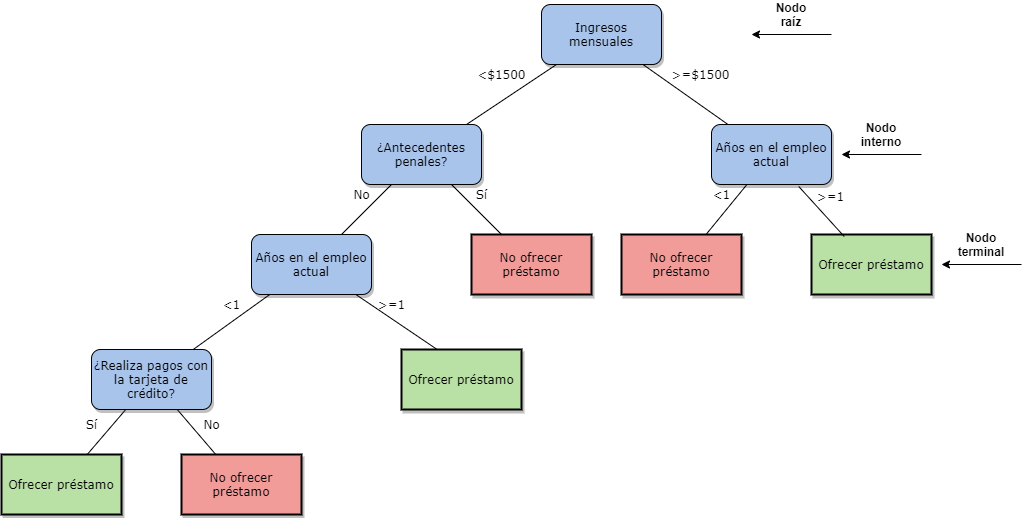 Nodo
raíz
Ingresos
mensuales
<$1500
>=$1500
Nodo
interno
¿Antecedentes
penales?
Años en el empleo
actual
No
Sí
<1
>=1
Nodo
terminal
Años en el empleo
actual
No ofrecer
préstamo
No ofrecer
préstamo
Ofrecer préstamo
<1
>=1
¿Realiza pagos con
la tarjeta de
crédito?
Ofrecer préstamo
Sí
No
Ofrecer préstamo
No ofrecer
préstamo